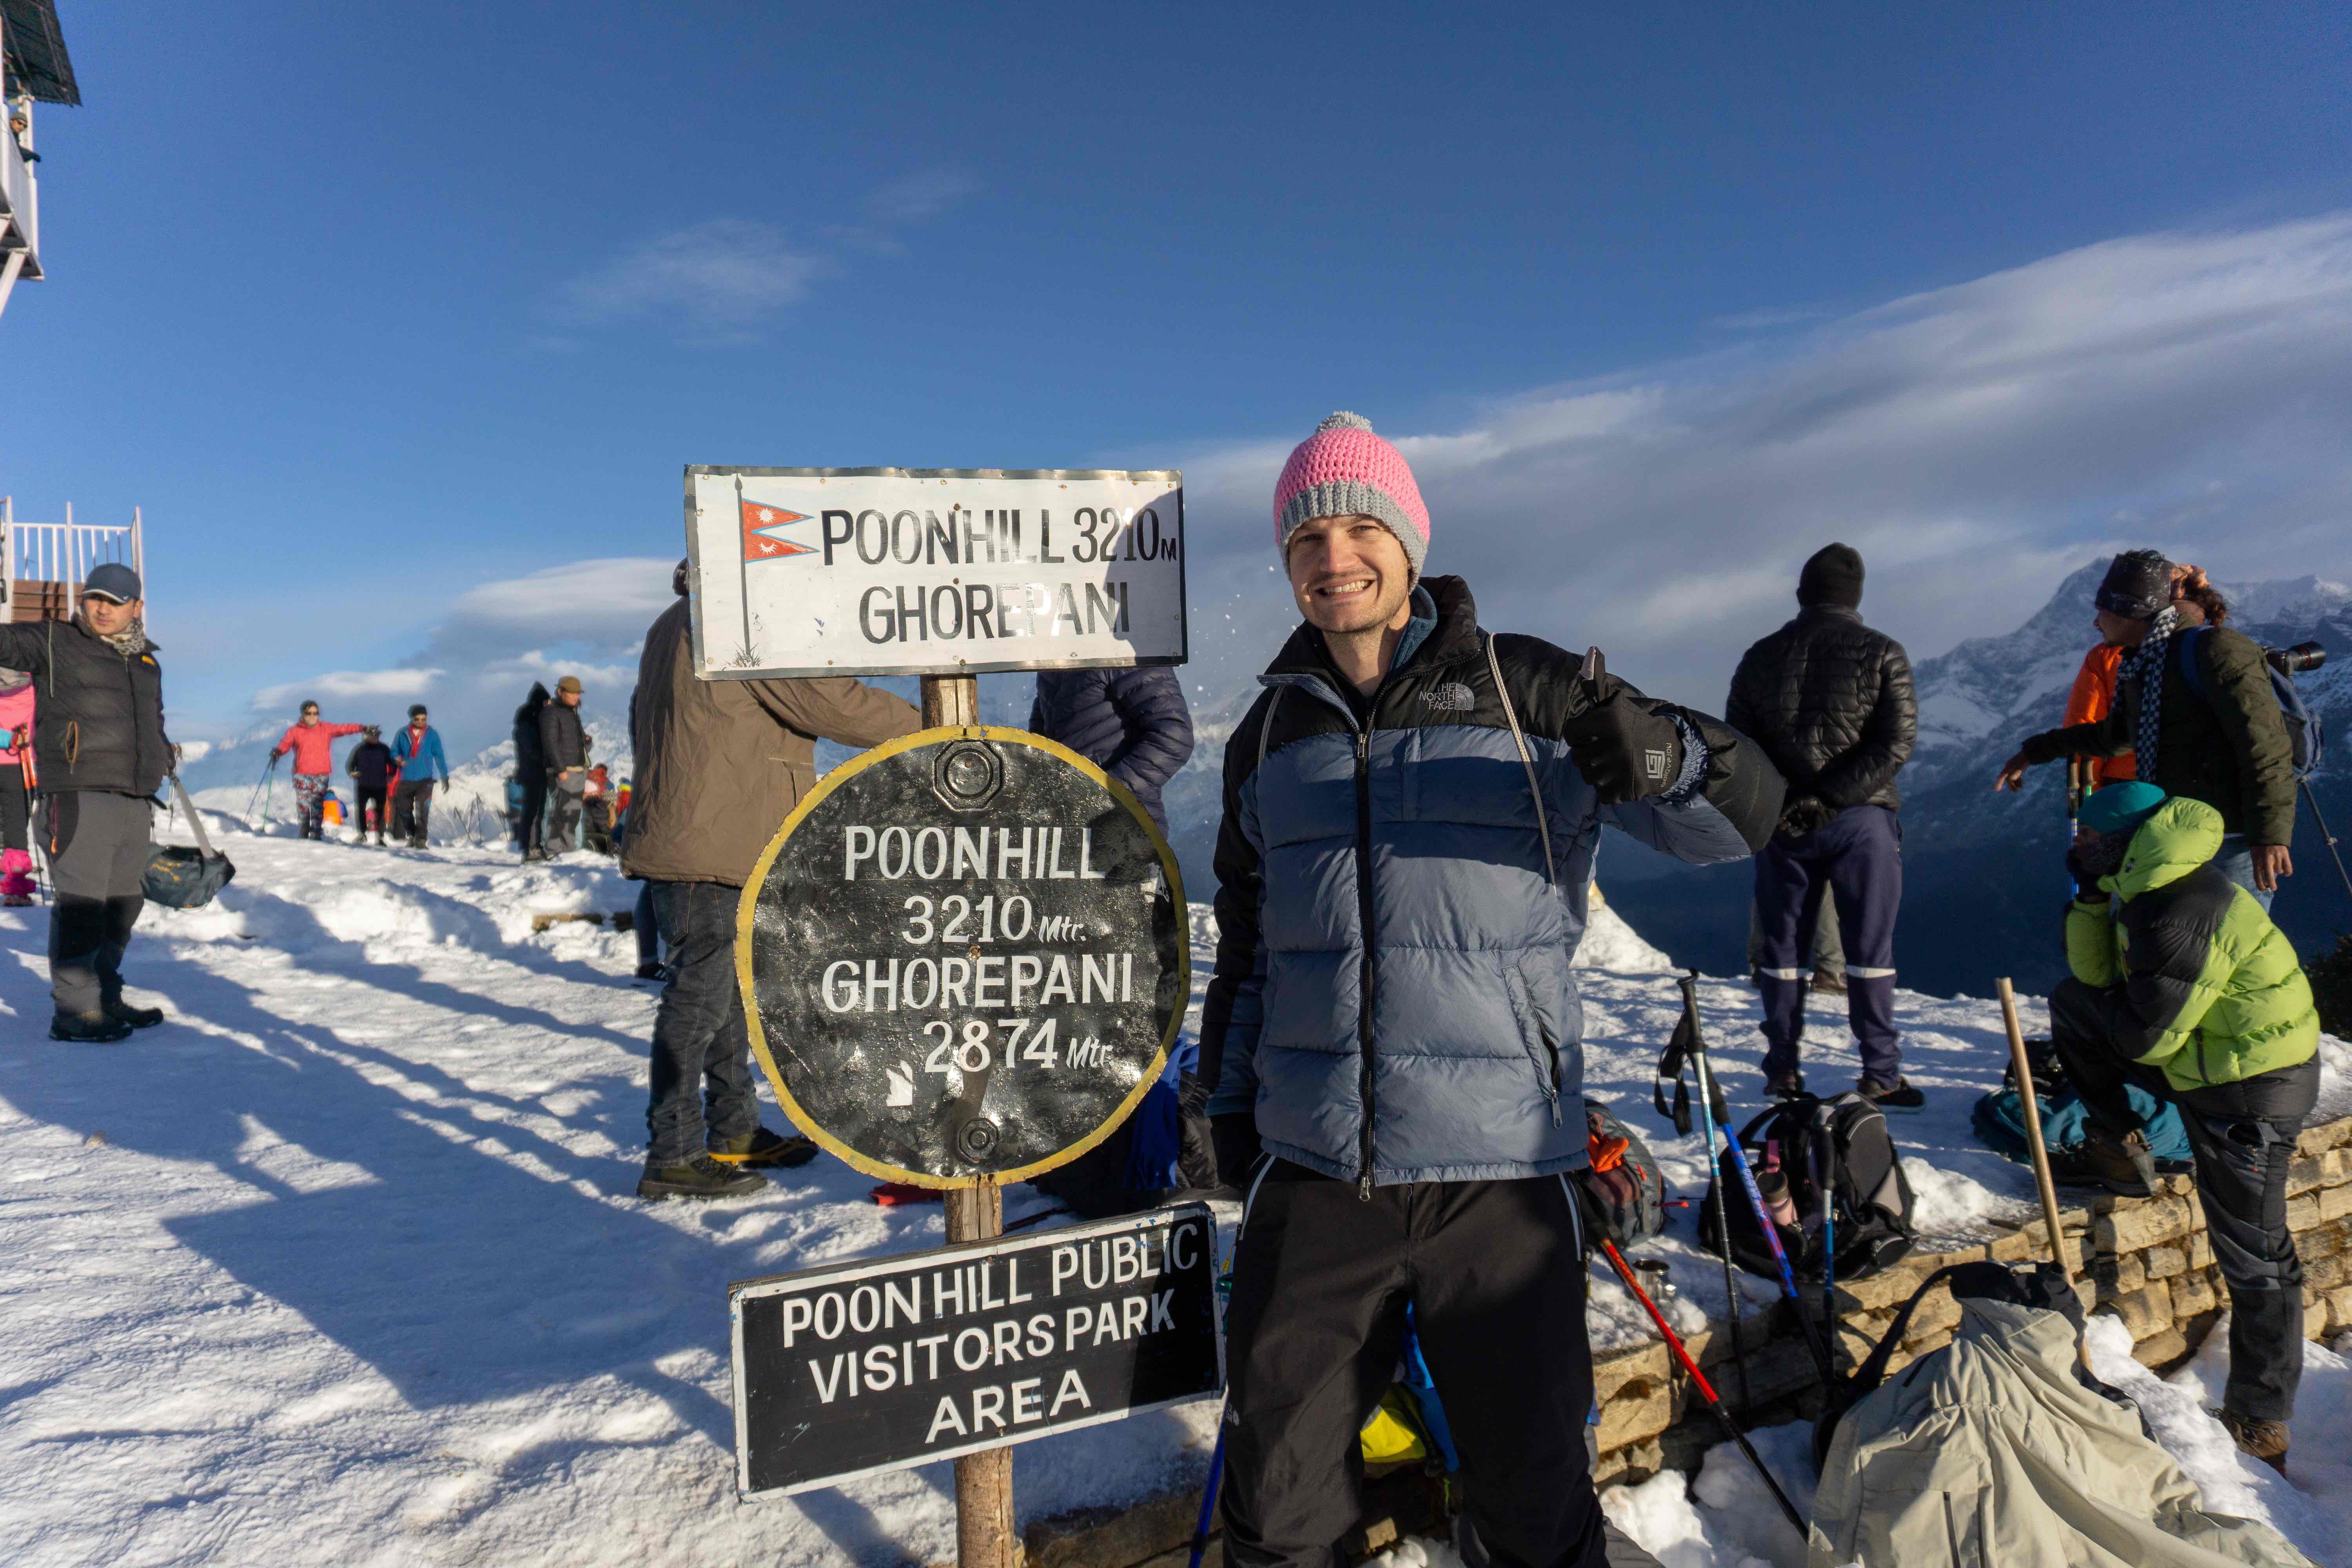 POONHILL 3210M
GHOREPANI
POONHILL
3210 Mtr.
GHOREPANI
2874 Mtr.
POON HILL PUBLIC
VISITORS PARK
AREA
THE
NORTH
FACE